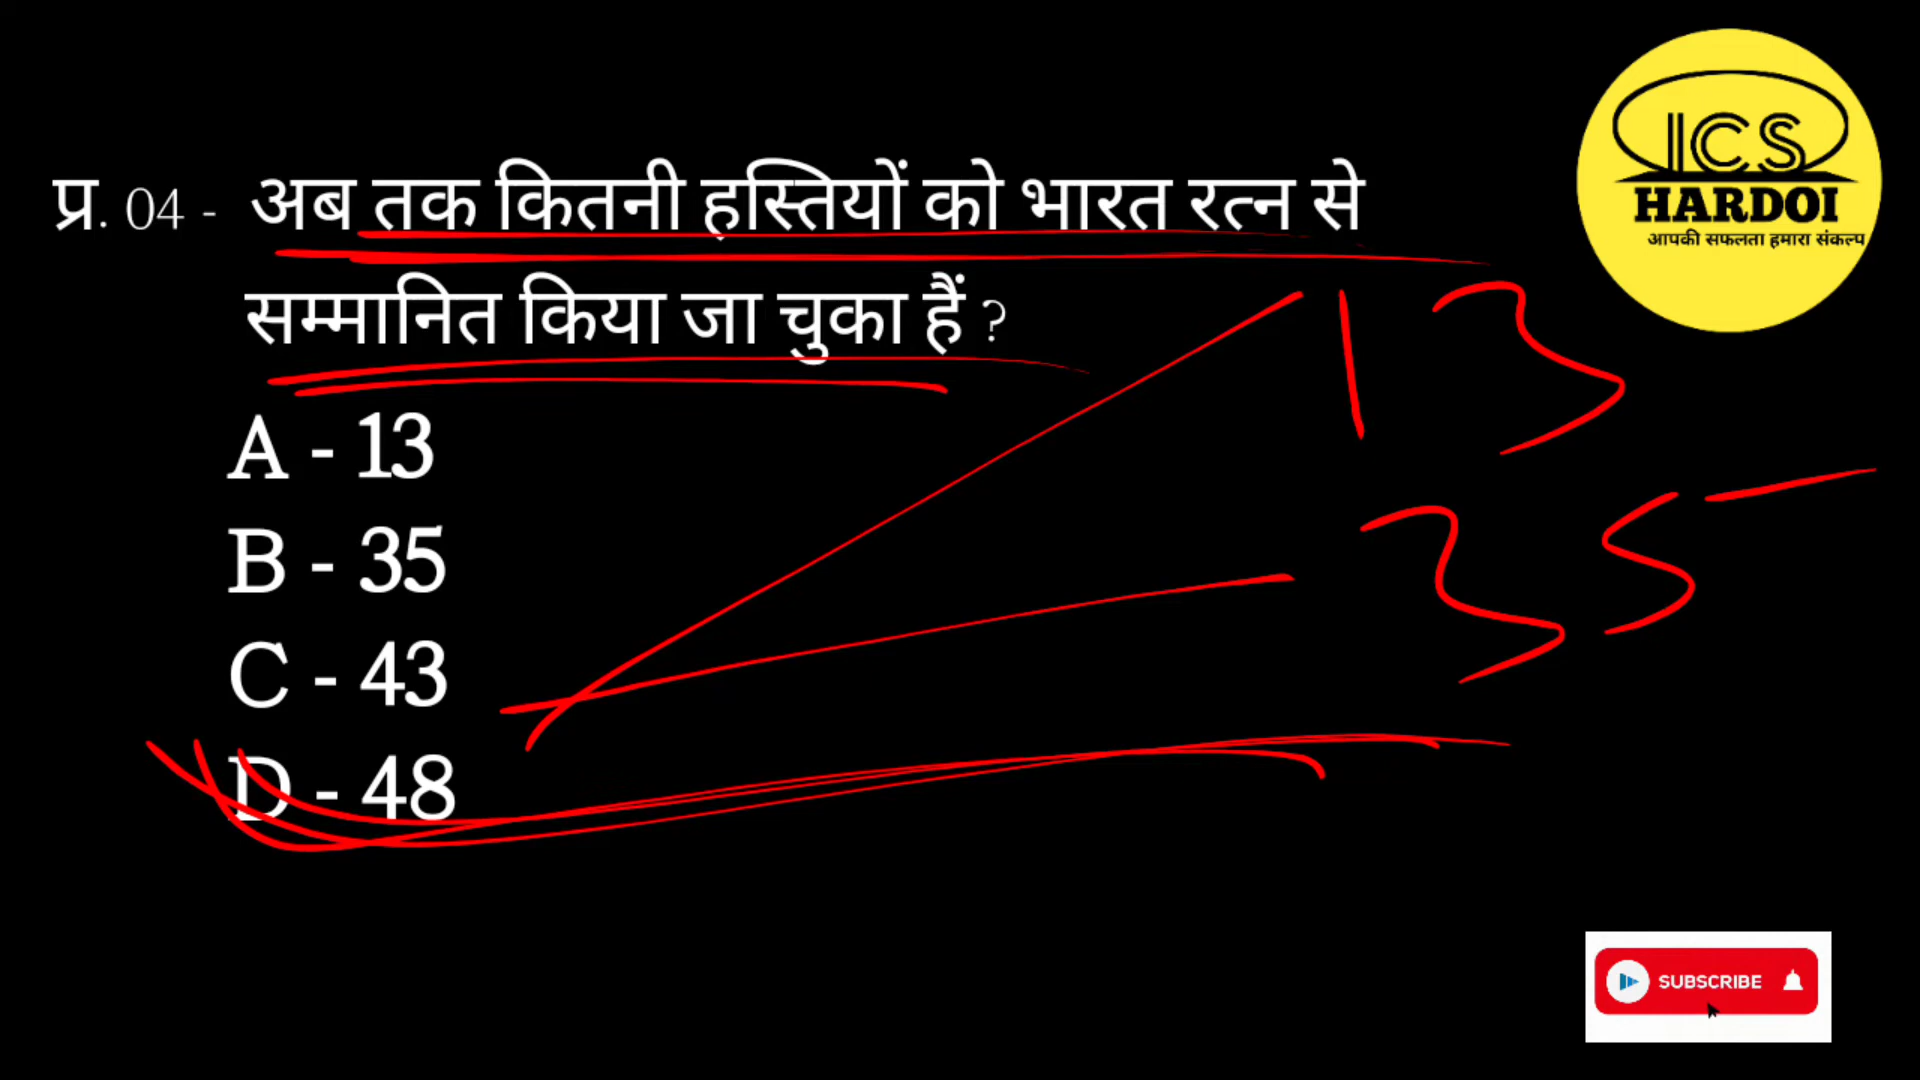 ICS
HARDOI
आपकी सफलता हमारा संकल्प
प्र. 04 - अब तक कितनी हस्तियों को भारत रत्न से
सम्मानित किया जा चुका हैं ?
13
A - 13
B - 35
35
C - 43
D - 48
SUBSCRIBE